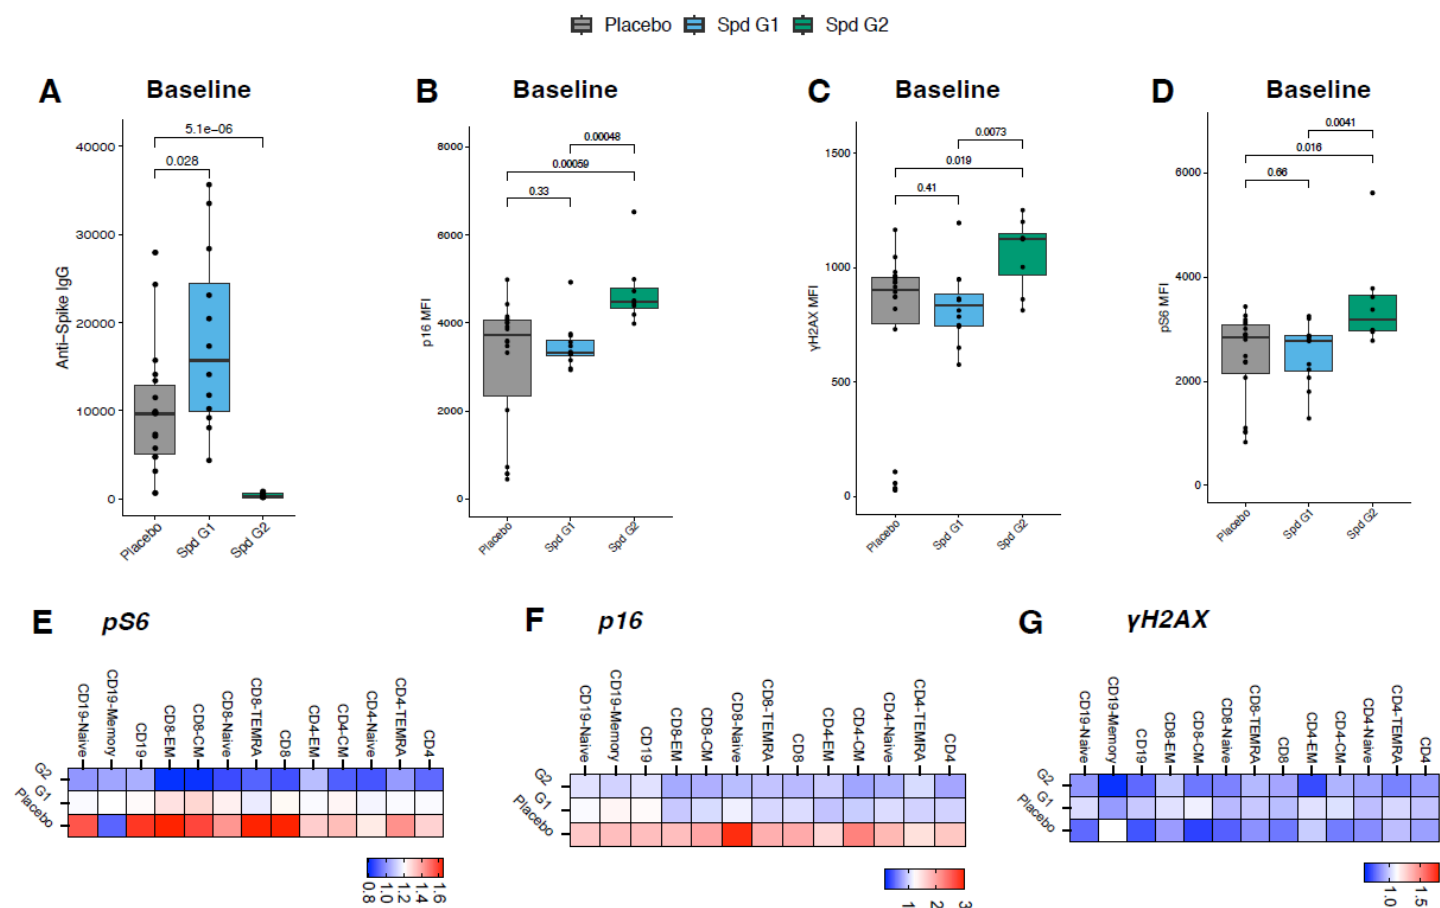 Placebo Spd G1 Spd G2
A Baseline
B Baseline
C Baseline
D Baseline
Anti−Spike IgG
40000
30000
20000
10000
0
5.1e−06
0.028
Placebo
Spd G1
Spd G2
p16 MFI
8000
6000
4000
2000
0
0.00048
0.00059
0.33
Placebo
Spd G1
Spd G2
γH2AX MFI
1500
1000
500
0
0.0073
0.019
0.41
Placebo
Spd G1
Spd G2
pS6 MFI
6000
4000
2000
0
0.0041
0.016
0.66
Placebo
Spd G1
Spd G2
E pS6
CD19-Naive
CD19-Memory
CD19
CD8-EM
CD8-CM
CD8-Naive
CD8-TEMRA
CD8
CD4-EM
CD4-CM
CD4-Naive
CD4-TEMRA
CD4
G2
G1
Placebo
0.8
1.0
1.2
1.4
1.6
F p16
CD19-Naive
CD19-Memory
CD19
CD8-EM
CD8-CM
CD8-Naive
CD8-TEMRA
CD8
CD4-EM
CD4-CM
CD4-Naive
CD4-TEMRA
CD4
G2
G1
Placebo
1
2
3
G γH2AX
CD19-Naive
CD19-Memory
CD19
CD8-EM
CD8-CM
CD8-Naive
CD8-TEMRA
CD8
CD4-EM
CD4-CM
CD4-Naive
CD4-TEMRA
CD4
G2
G1
Placebo
1.0
1.5